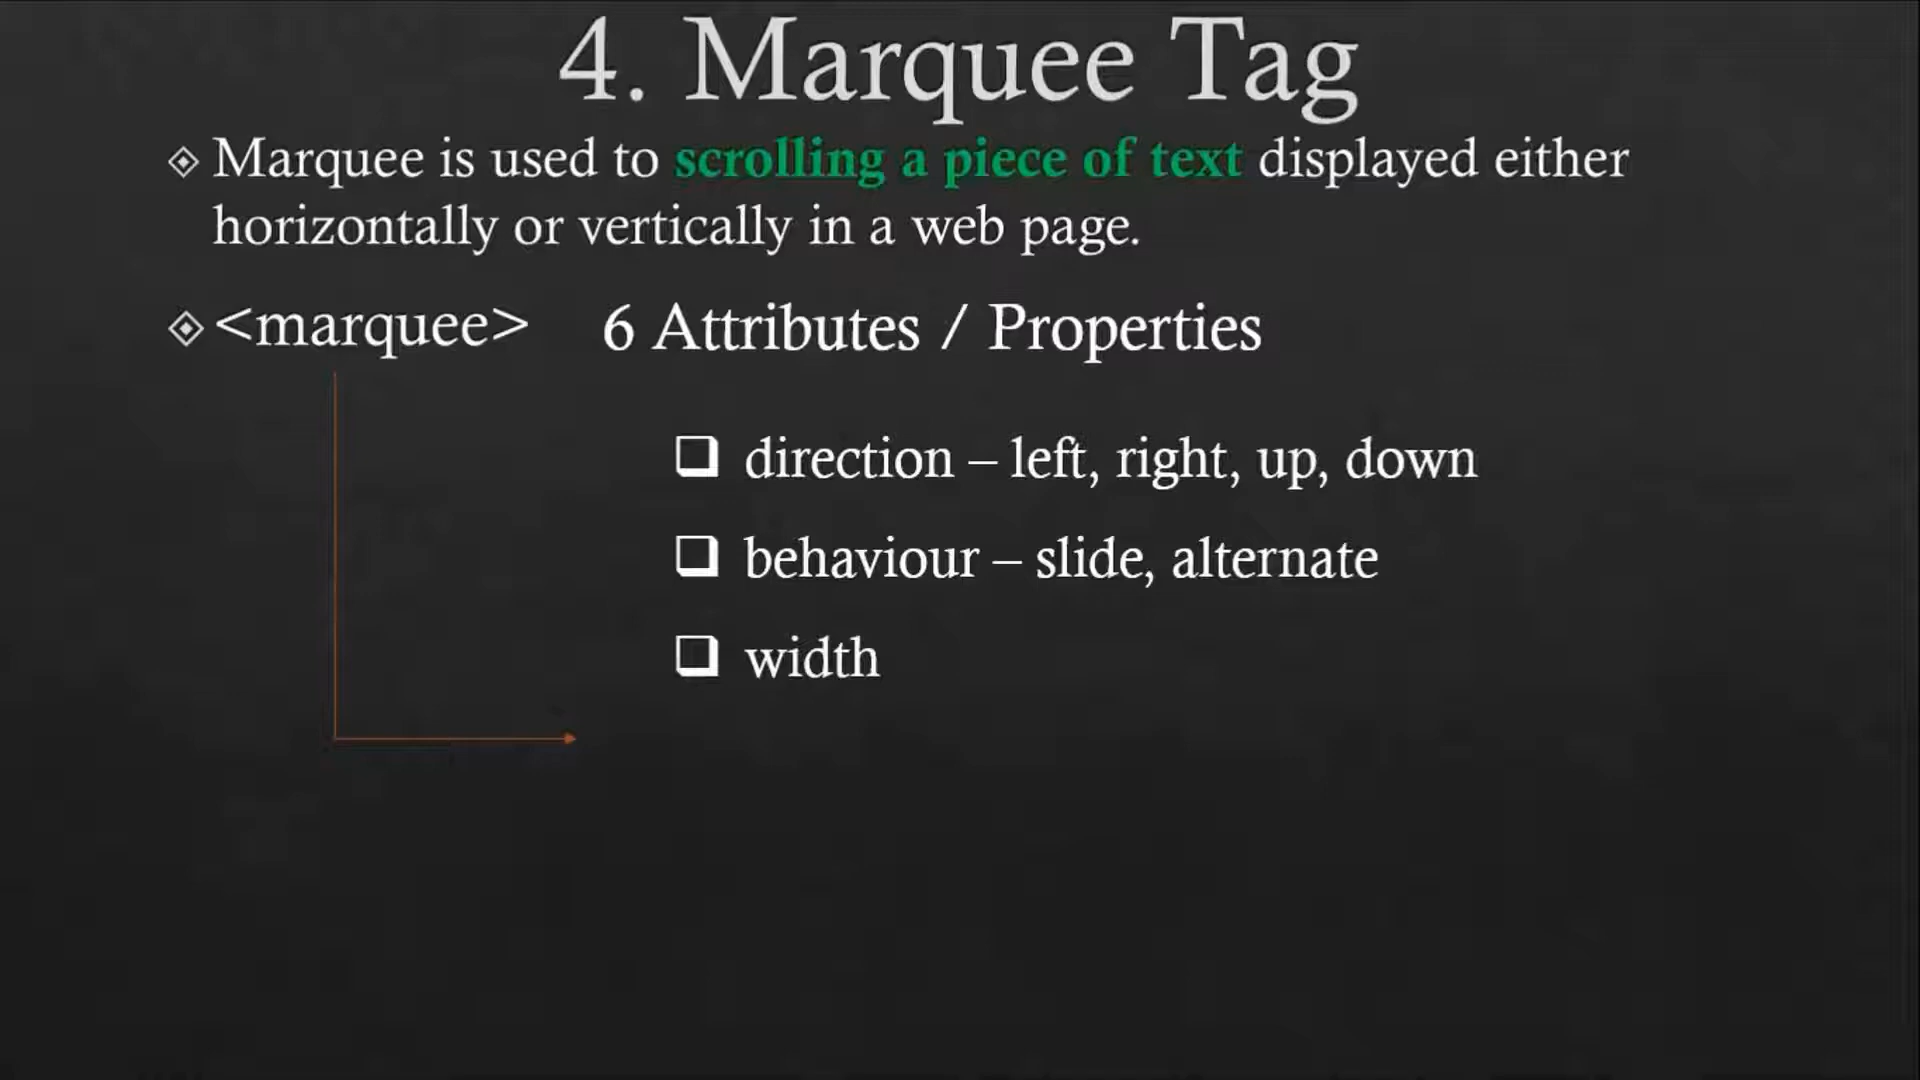 4. Marquee Tag
Marquee is used to scrolling a piece of text displayed either
horizontally or vertically in a web page.
<marquee> 6 Attributes / Properties
direction – left, right, up, down
behaviour – slide, alternate
width